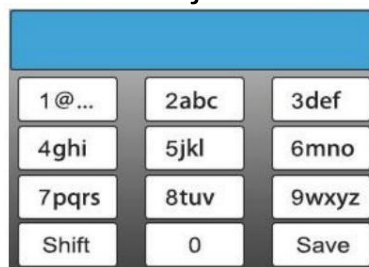 1@... 2abc 3def
4ghi 5jkl 6mno
7pqrs 8tuv 9wxyz
Shift 0 Save